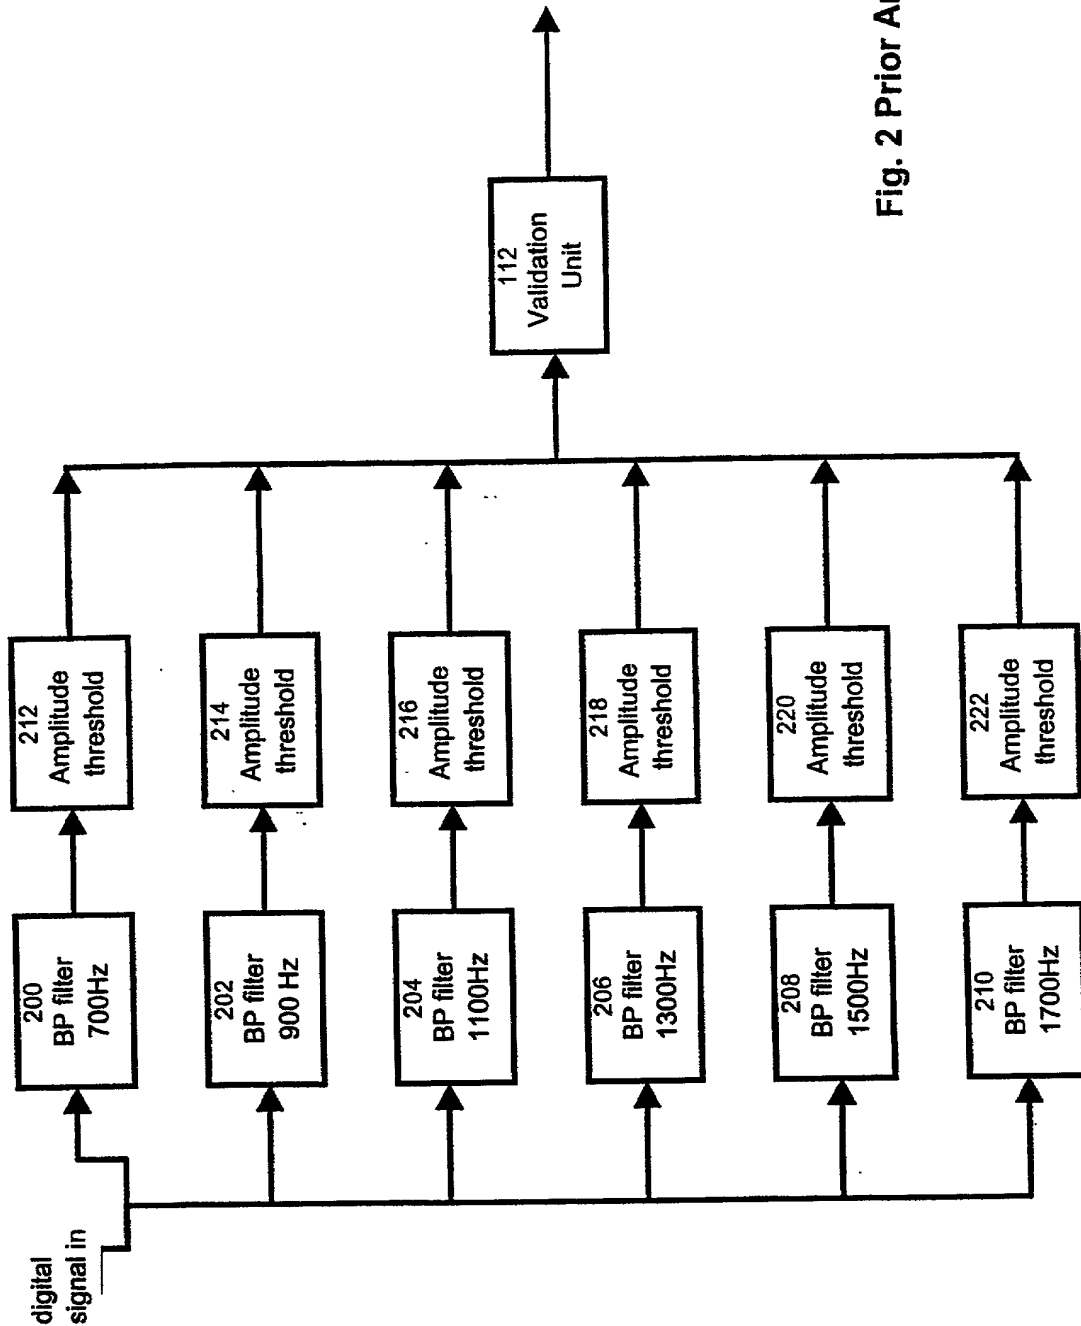 digital
signal in
200
BP filter
700Hz
212
Amplitude
threshold
202
BP filter
900 Hz
214
Amplitude
threshold
204
BP filter
1100Hz
216
Amplitude
threshold
206
BP filter
1300Hz
218
Amplitude
threshold
208
BP filter
1500Hz
220
Amplitude
threshold
210
BP filter
1700Hz
222
Amplitude
threshold
112
Validation
Unit
Fig. 2 Prior